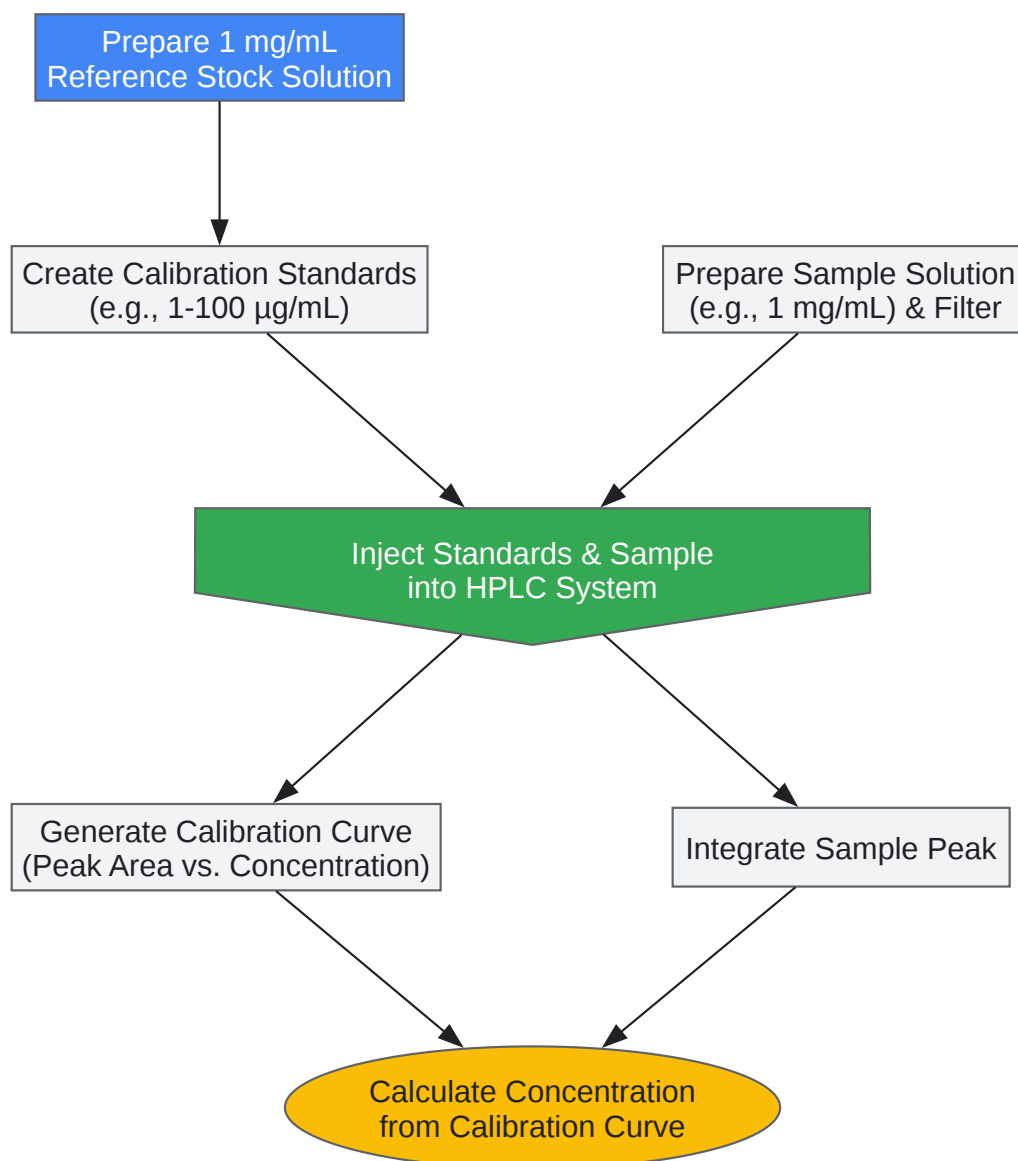 Prepare 1 mg/mL
Reference Stock Solution
Create Calibration Standards
(e.g., 1-100 µg/mL)
Prepare Sample Solution
(e.g., 1 mg/mL) & Filter
Inject Standards & Sample
into HPLC System
Generate Calibration Curve
(Peak Area vs. Concentration)
Integrate Sample Peak
Calculate Concentration
from Calibration Curve